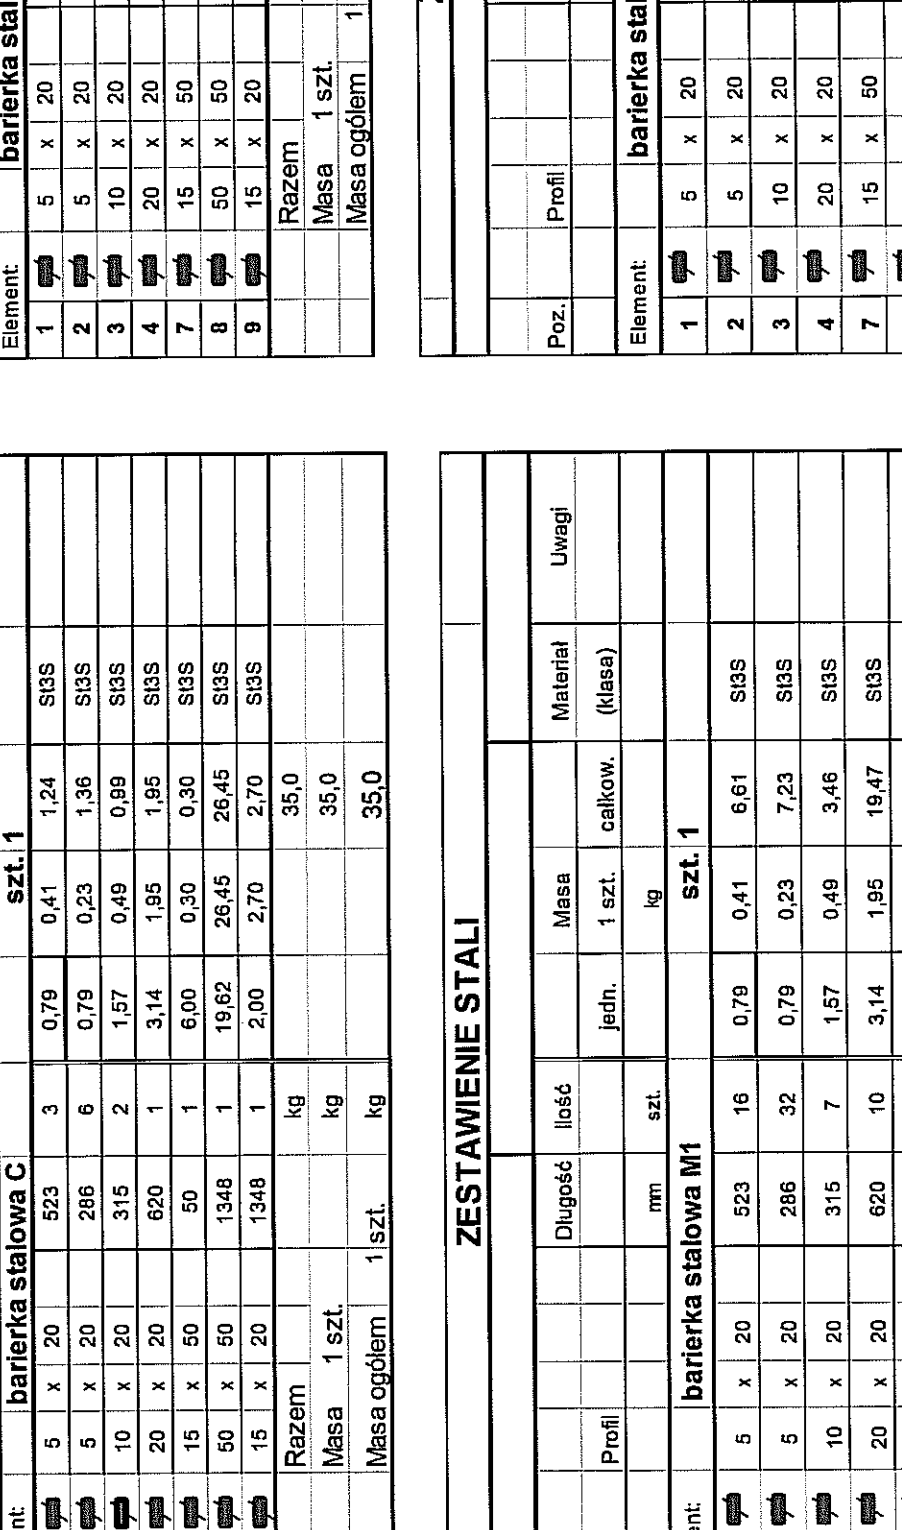 nt: barierka stalowa C szt. 1
5 x 20 523 3 0,79 0,41 1,24 St3S
5 x 20 286 6 0,79 0,23 1,36 St3S
10 x 20 315 2 1,57 0,49 0,99 St3S
20 x 20 620 1 3,14 1,95 1,95 St3S
15 x 50 50 1 6,00 0,30 0,30 St3S
50 x 50 1348 1 19,62 26,45 26,45 St3S
15 x 20 1348 1 2,00 2,70 2,70 St3S
Razem kg 35,0
Masa 1 szt. kg 35,0
Masa ogółem 1 szt. kg 35,0
ZESTAWIENIE STALI
Długość Ilość Masa Materiał Uwagi
Profil jedn. 1 szt. całkow. (klasa)
mm szt. kg
ent: barierka stalowa M1 szt. 1
5 x 20 523 16 0,79 0,41 6,61 St3S
5 x 20 286 32 0,79 0,23 7,23 St3S
10 x 20 315 7 1,57 0,49 3,46 St3S
20 x 20 620 10 3,14 1,95 19,47 St3S
Element: barierka stal
1 5 x 20
2 5 x 20
3 10 x 20
4 20 x 20
7 15 x 50
8 50 x 50
9 15 x 20
Razem
Masa 1 szt.
Masa ogółem 1
Poz. Profil
Element: barierka stal
1 5 x 20
2 5 x 20
3 10 x 20
4 20 x 20
7 15 x 50